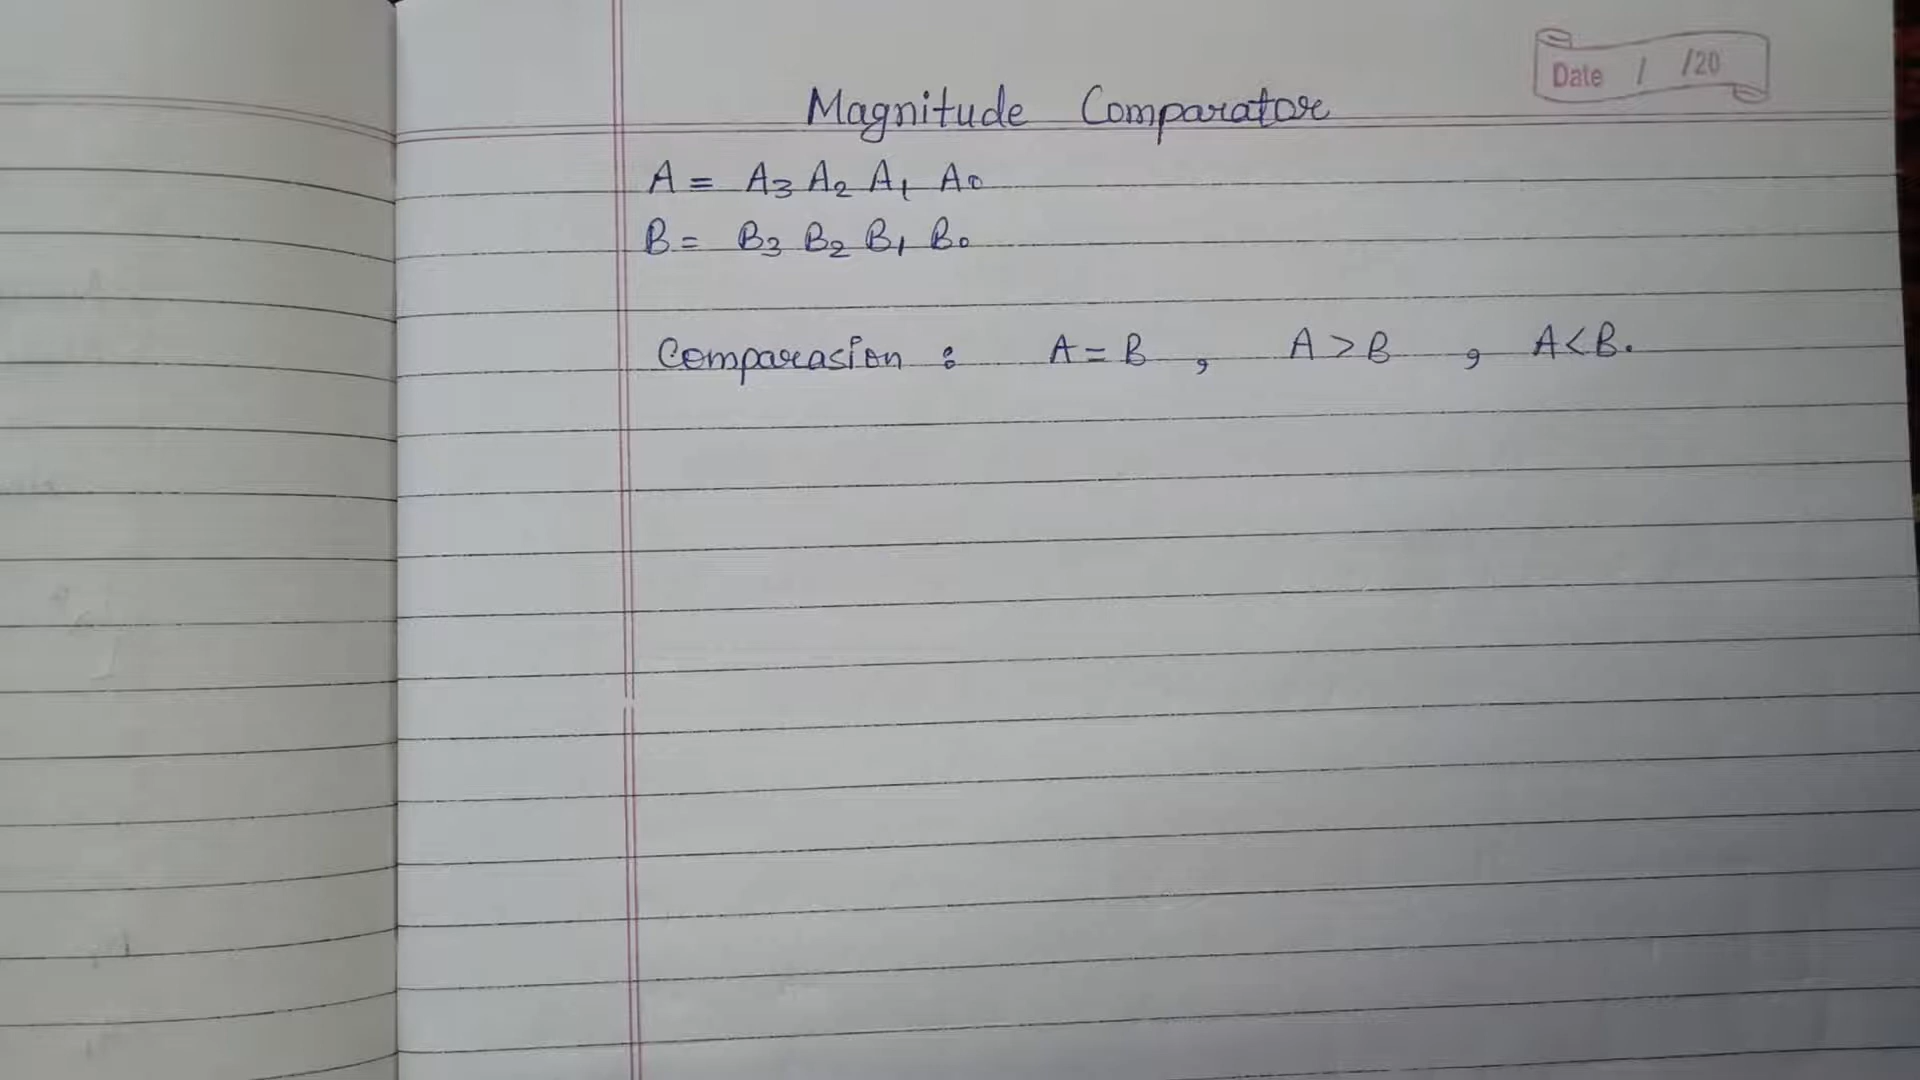 Date / /20
Magnitude Comparator
A = A3 A2 A1 A0
B = B3 B2 B1 B0
Comparasion : A = B , A > B , A < B.